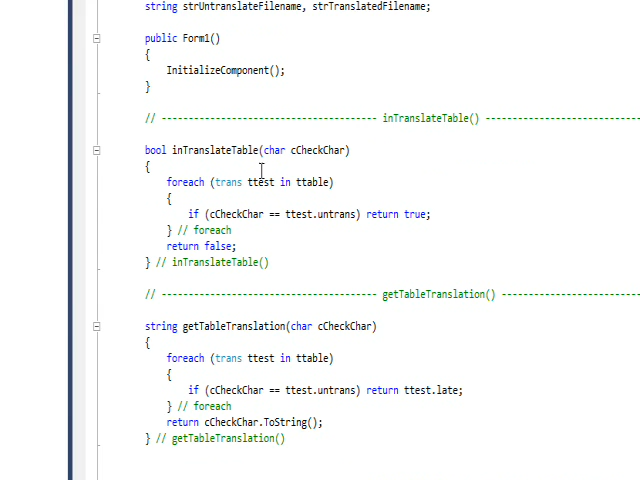 string strUntranslateFilename, strTranslatedFilename;
public Form1()
{
InitializeComponent();
}
// ---------------------------------------- inTranslateTable() -----------------------------
bool inTranslateTable(char cCheckChar)
{
foreach (trans ttest in ttable)
{
if (cCheckChar == ttest.untrans) return true;
} // foreach
return false;
} // inTranslateTable()
// ---------------------------------------- getTableTranslation() --------------------------
string getTableTranslation(char cCheckChar)
{
foreach (trans ttest in ttable)
{
if (cCheckChar == ttest.untrans) return ttest.late;
} // foreach
return cCheckChar.ToString();
} // getTableTranslation()